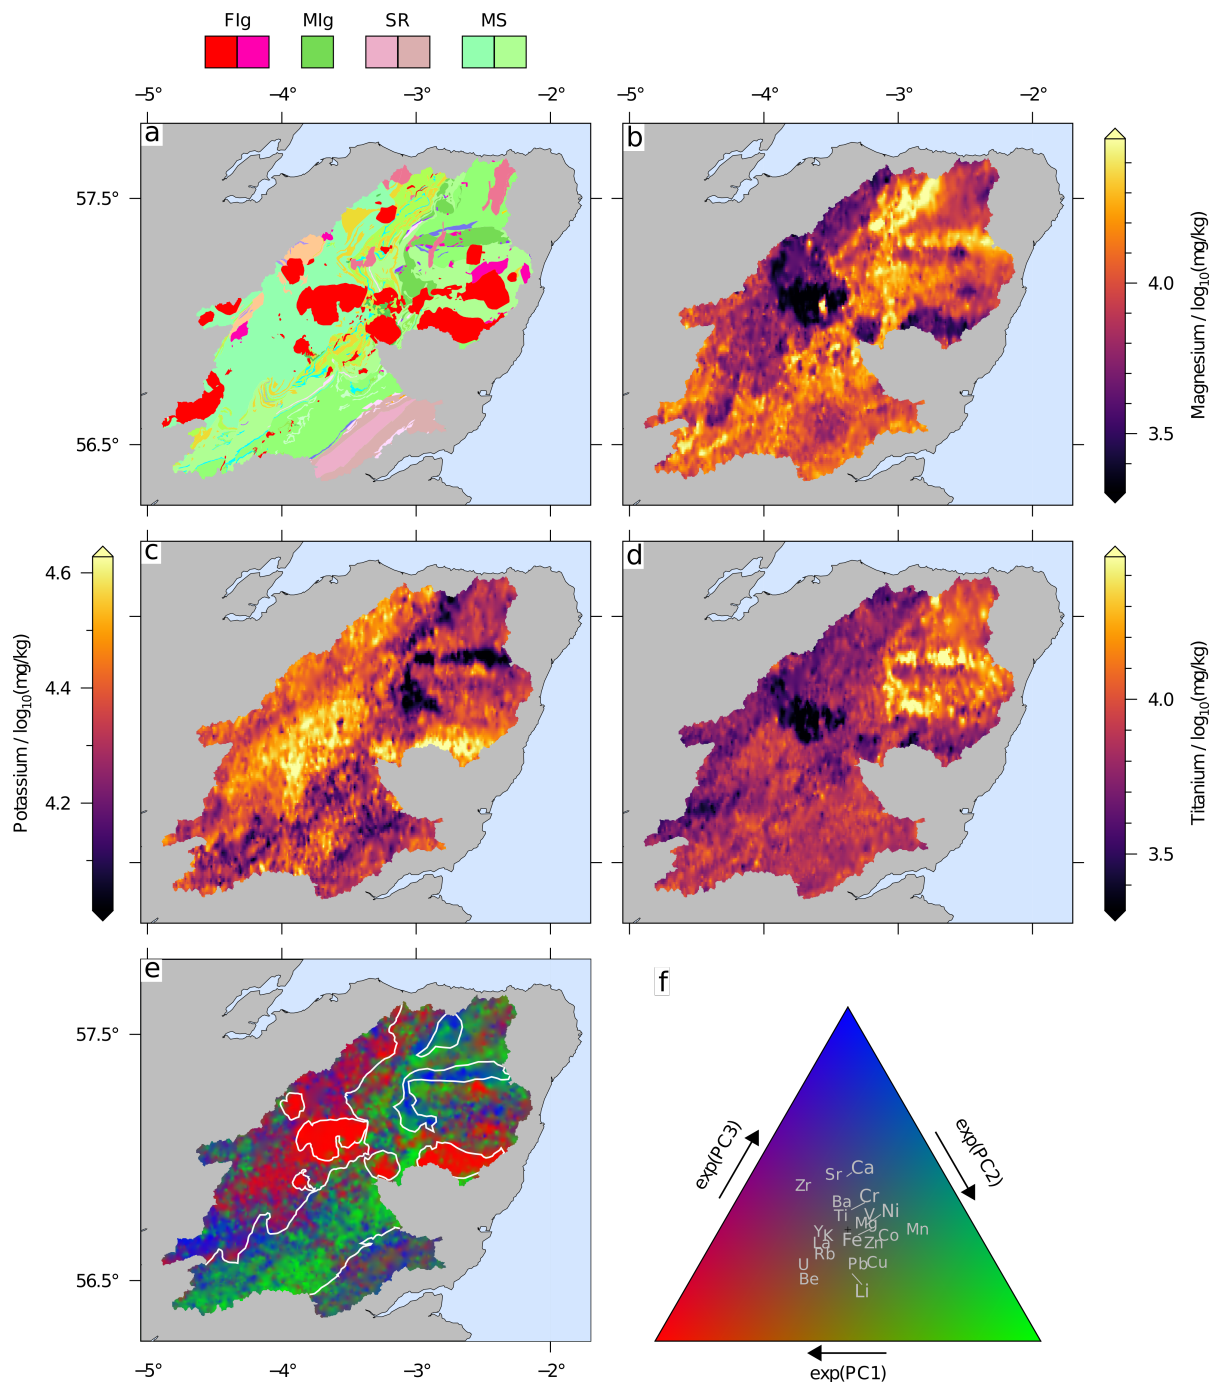 FIg MIg SR MS
−5° −4° −3° −2° −5° −4° −3° −2°
a b
57.5°
56.5°
4.0
3.5
Magnesium / log10(mg/kg)
c d
4.6
4.4
4.2
Potassium / log10(mg/kg)
4.0
3.5
Titanium / log10(mg/kg)
e f
57.5°
56.5°
−5° −4° −3° −2°
exp(PC3)
exp(PC2)
exp(PC1)
Sr Ca
Zr
Ba Cr
Ti V Ni
Mg
Y K Fe Co Mn
La Zn
Rb
U Pb Cu
Be
Li